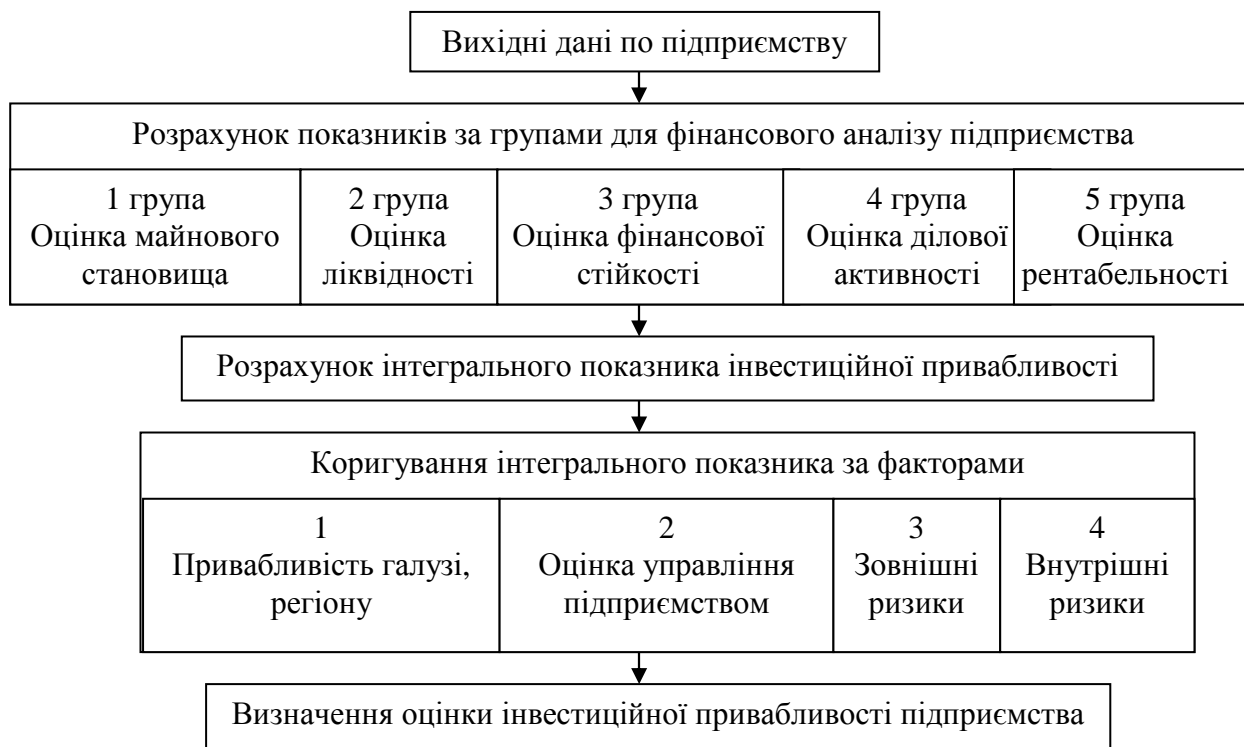 Вихідні дані по підприємству
Розрахунок показників за групами для фінансового аналізу підприємства
1 група
Оцінка майнового
становища
2 група
Оцінка
ліквідності
3 група
Оцінка фінансової
стійкості
4 група
Оцінка ділової
активності
5 група
Оцінка
рентабельності
Розрахунок інтегрального показника інвестиційної привабливості
Коригування інтегрального показника за факторами
1
Привабливість галузі,
регіону
2
Оцінка управління
підприємством
3
Зовнішні
ризики
4
Внутрішні
ризики
Визначення оцінки інвестиційної привабливості підприємства